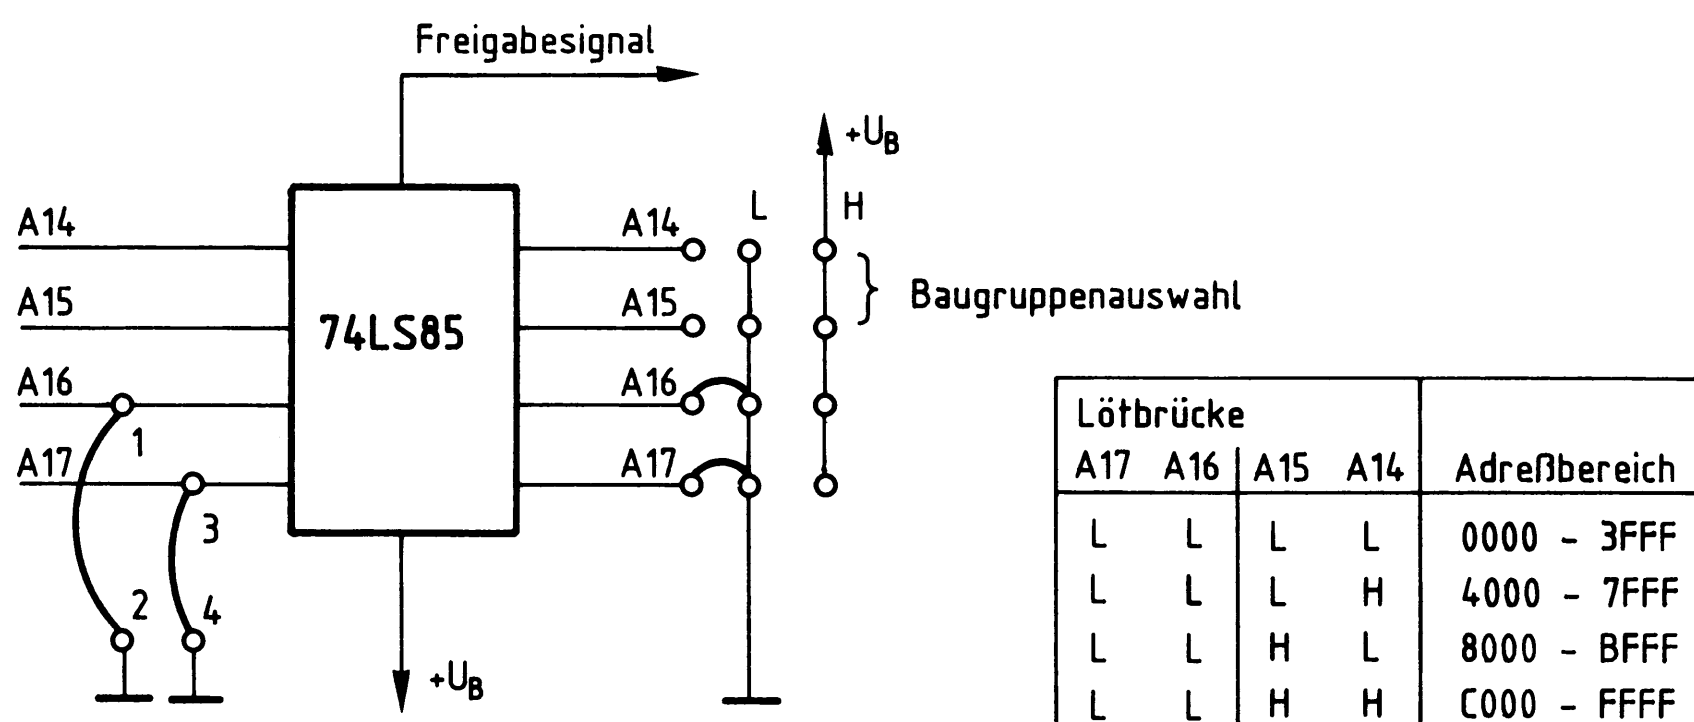 Freigabesignal
+UB
L H
A14 A14
Baugruppenauswahl
A15 A15
74LS85
A16 A16
1
A17 A17
3
2 4
+UB
Lötbrücke
A17 A16 A15 A14 Adreßbereich
L L L L 0000 - 3FFF
L L L H 4000 - 7FFF
L L H L 8000 - BFFF
L L H H C000 - FFFF